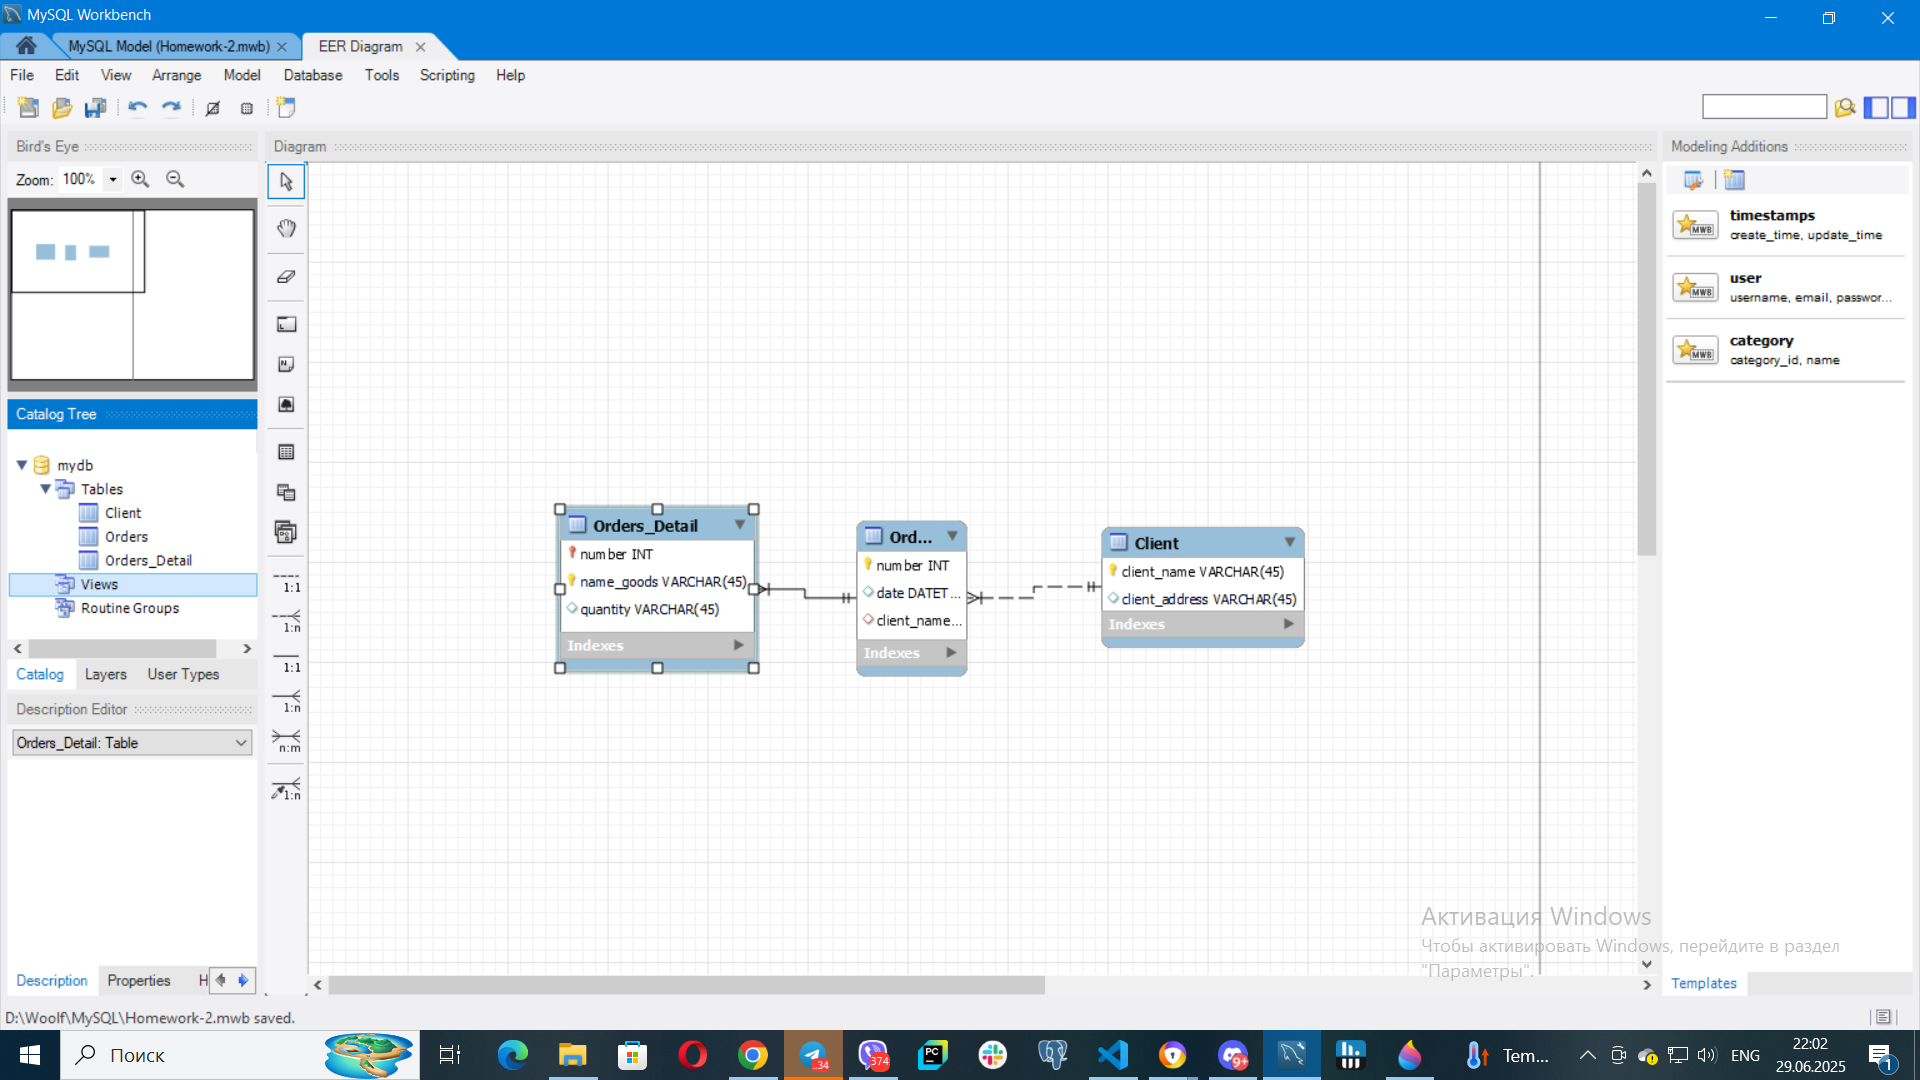 MySQL Workbench
MySQL Model (Homework-2.mwb)
EER Diagram
File Edit View Arrange Model Database Tools Scripting Help
Bird's Eye
Diagram
Modeling Additions
Zoom: 100%
timestamps
create_time, update_time
user
username, email, passwor...
category
category_id, name
Catalog Tree
mydb
Tables
Client
Orders
Orders_Detail
Views
Routine Groups
Catalog Layers User Types
Description Editor
Orders_Detail: Table
1:1
1:n
1:1
1:n
n:m
1:n
Orders_Detail
number INT
name_goods VARCHAR(45)
quantity VARCHAR(45)
Indexes
Ord...
number INT
date DATET...
client_name...
Indexes
Client
client_name VARCHAR(45)
client_address VARCHAR(45)
Indexes
Активация Windows
Чтобы активировать Windows, перейдите в раздел
"Параметры".
Description Properties H
Templates
D:\Woolf\MySQL\Homework-2.mwb saved.
Поиск
..34
374
PC
9+
Tem...
ENG
22:02
29.06.2025
1